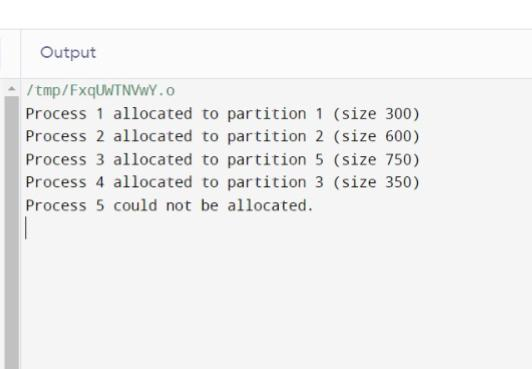 Output
/tmp/FxqUWTNVwY.o
Process 1 allocated to partition 1 (size 300)
Process 2 allocated to partition 2 (size 600)
Process 3 allocated to partition 5 (size 750)
Process 4 allocated to partition 3 (size 350)
Process 5 could not be allocated.